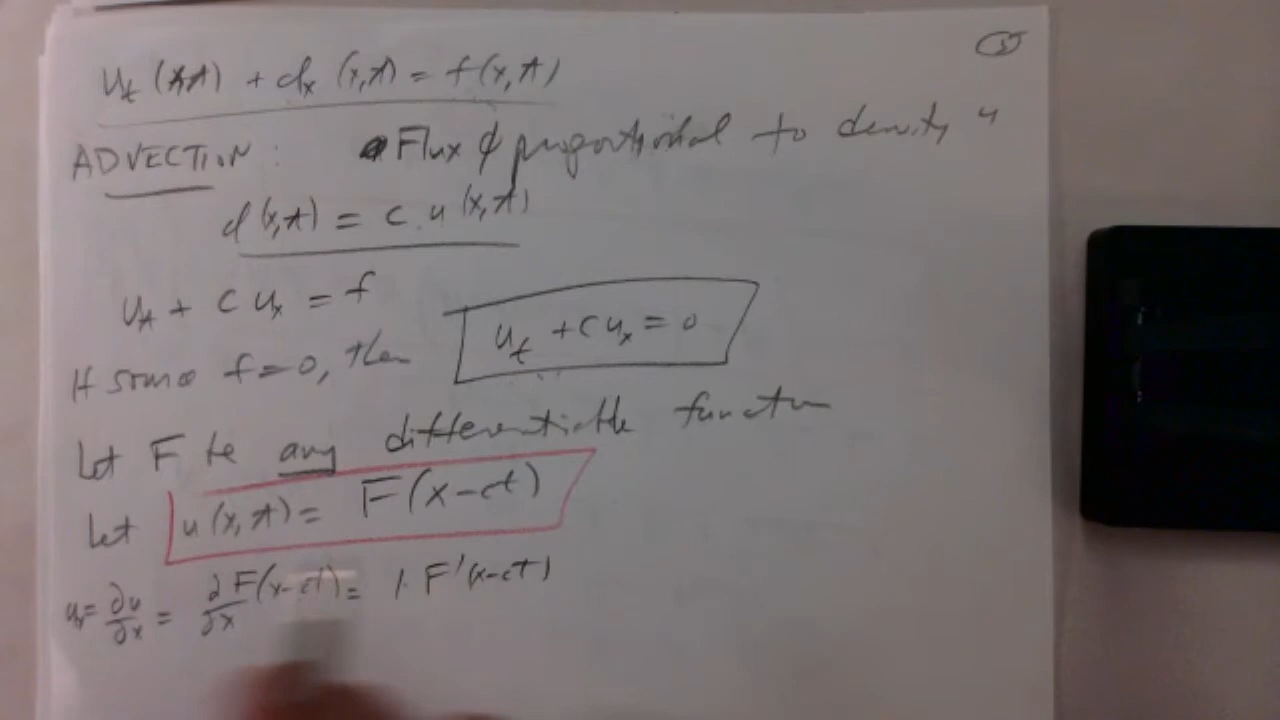 5
u_t (x,t) + ϕ_x (x,t) = f(x,t)
ADVECTION : Flux ϕ proportional to density u
ϕ(x,t) = c . u (x,t)
u_t + c u_x = f
If source f=0, then u_t + c u_x = 0
Let F be any differentiable function
Let u(x,t) = F(x-ct)
u_x = ∂u/∂x = ∂F/∂x (x-ct) = 1. F'(x-ct)